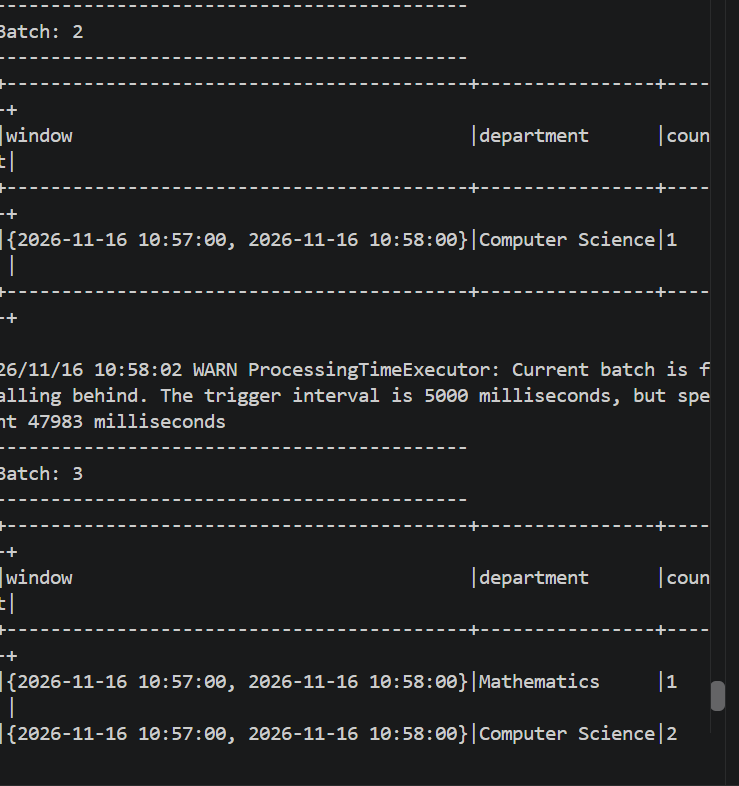 -------------------------------------------
Batch: 2
-------------------------------------------
+------------------------------------------+----------------+----
-+
|window                                    |department      |coun
t|
+------------------------------------------+----------------+----
-+
|{2026-11-16 10:57:00, 2026-11-16 10:58:00}|Computer Science|1
 |
+------------------------------------------+----------------+----
-+

26/11/16 10:58:02 WARN ProcessingTimeExecutor: Current batch is f
alling behind. The trigger interval is 5000 milliseconds, but spe
nt 47983 milliseconds
-------------------------------------------
Batch: 3
-------------------------------------------
+------------------------------------------+----------------+----
-+
|window                                    |department      |coun
t|
+------------------------------------------+----------------+----
-+
|{2026-11-16 10:57:00, 2026-11-16 10:58:00}|Mathematics     |1
 |
|{2026-11-16 10:57:00, 2026-11-16 10:58:00}|Computer Science|2